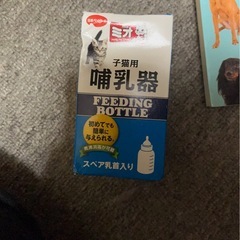 ミオ
子猫用
哺乳器
FEEDING
BOTTLE
初めてでも
簡単に
与えられる
スペア乳首入り